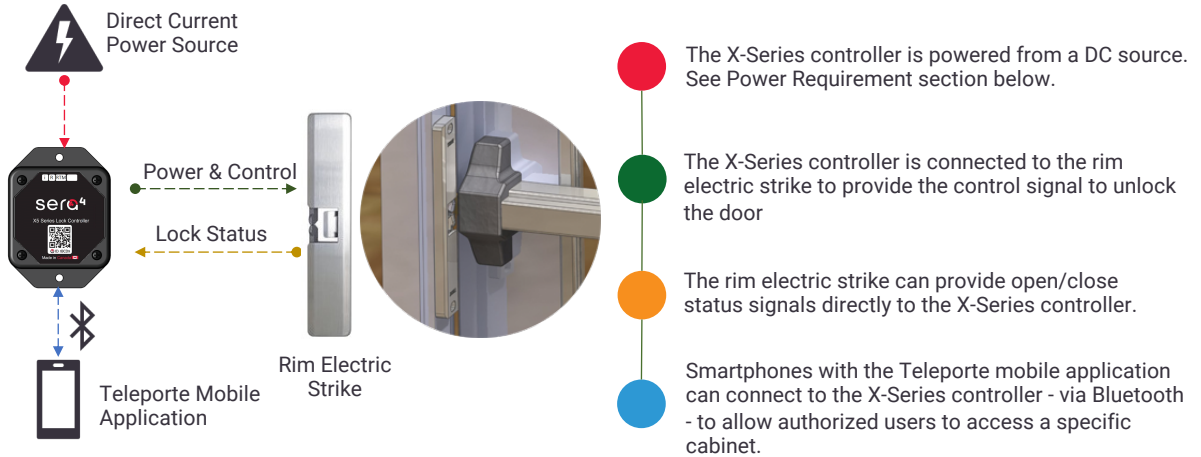 Direct Current
Power Source
sera4
X5 Series Lock Controller
Made in Canada
Power & Control
Lock Status
Rim Electric
Strike
Teleporte Mobile
Application
The X-Series controller is powered from a DC source.
See Power Requirement section below.
The X-Series controller is connected to the rim
electric strike to provide the control signal to unlock
the door
The rim electric strike can provide open/close
status signals directly to the X-Series controller.
Smartphones with the Teleporte mobile application
can connect to the X-Series controller - via Bluetooth
- to allow authorized users to access a specific
cabinet.